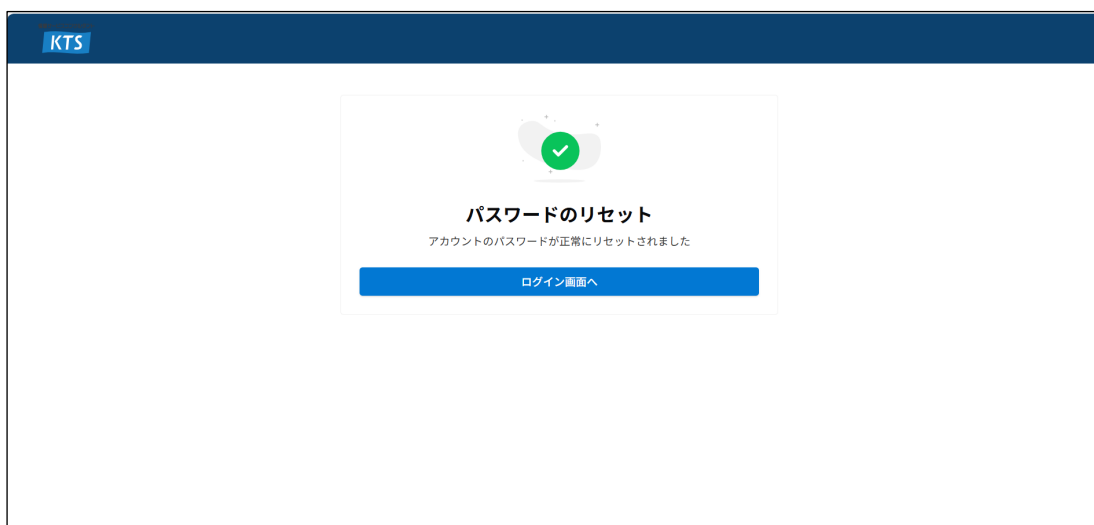 KTS
パスワードのリセット
アカウントのパスワードが正常にリセットされました
ログイン画面へ